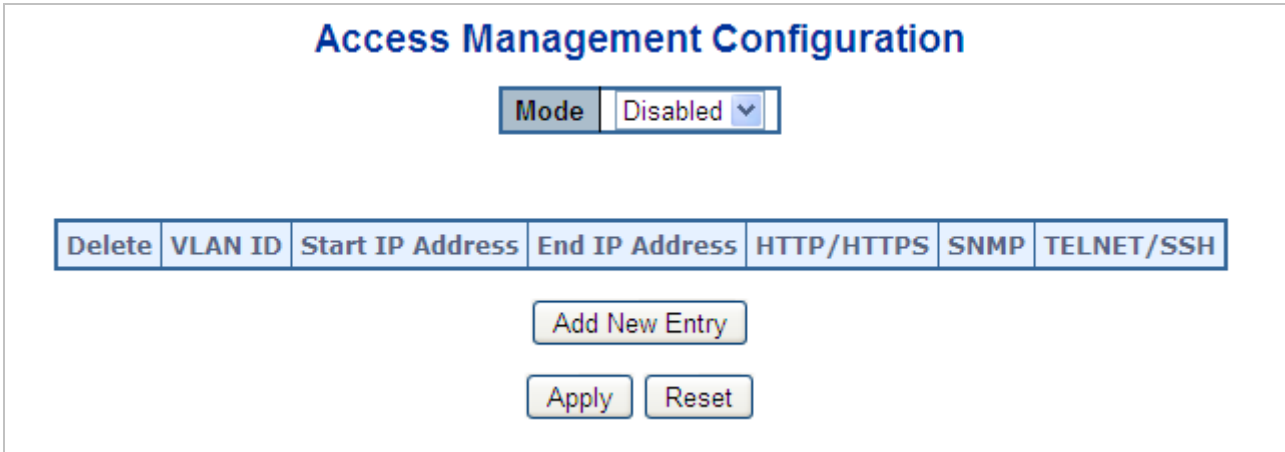 Access Management Configuration
Mode Disabled
Delete VLAN ID Start IP Address End IP Address HTTP/HTTPS SNMP TELNET/SSH
Add New Entry
Apply Reset